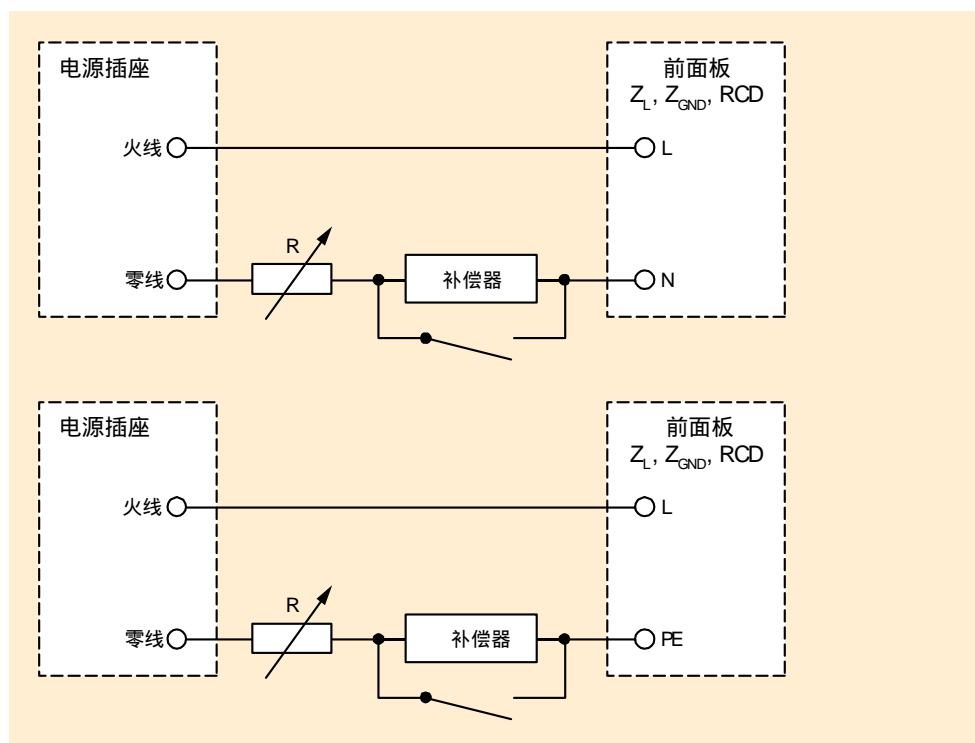 电源插座
前面板
Z_L, Z_GND, RCD
火线
L
R
零线
补偿器
N
电源插座
前面板
Z_L, Z_GND, RCD
火线
L
R
零线
补偿器
PE